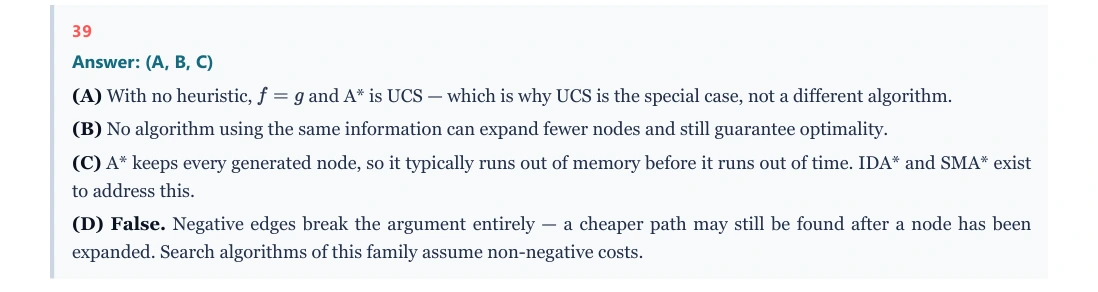 39
Answer: (A, B, C)
(A) With no heuristic, f = g and A* is UCS — which is why UCS is the special case, not a different algorithm.
(B) No algorithm using the same information can expand fewer nodes and still guarantee optimality.
(C) A* keeps every generated node, so it typically runs out of memory before it runs out of time. IDA* and SMA* exist
to address this.
(D) False. Negative edges break the argument entirely — a cheaper path may still be found after a node has been
expanded. Search algorithms of this family assume non-negative costs.